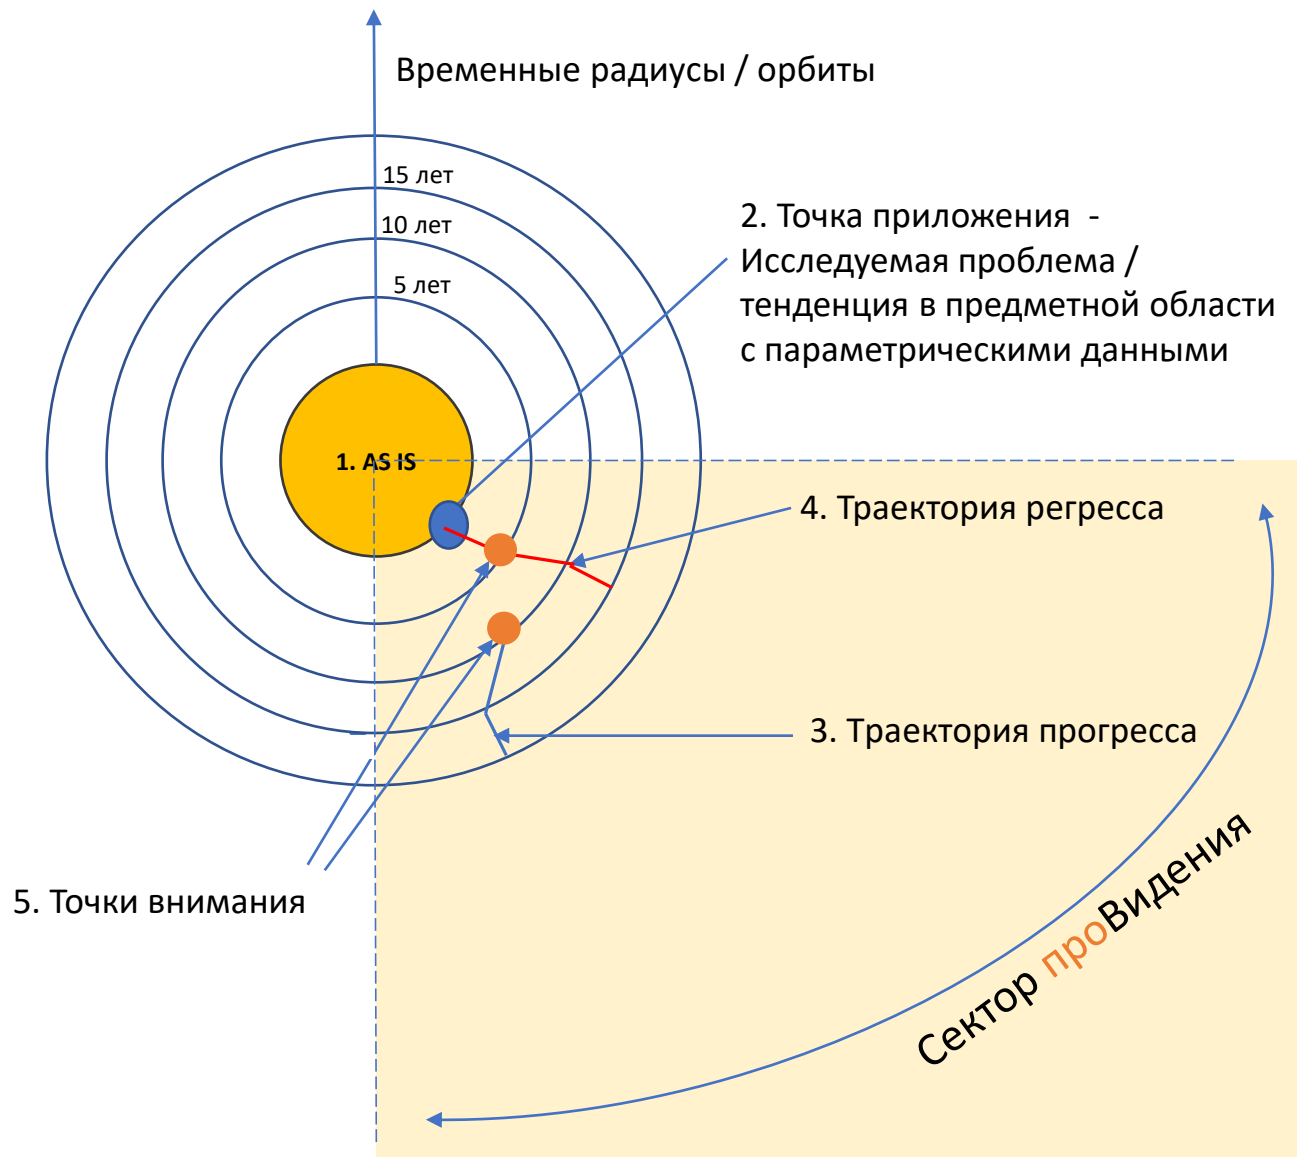 Временные радиусы / орбиты
15 лет
10 лет
5 лет
2. Точка приложения -
Исследуемая проблема /
тенденция в предметной области
с параметрическими данными
1. AS IS
4. Траектория регресса
3. Траектория прогресса
5. Точки внимания
Сектор проВидения